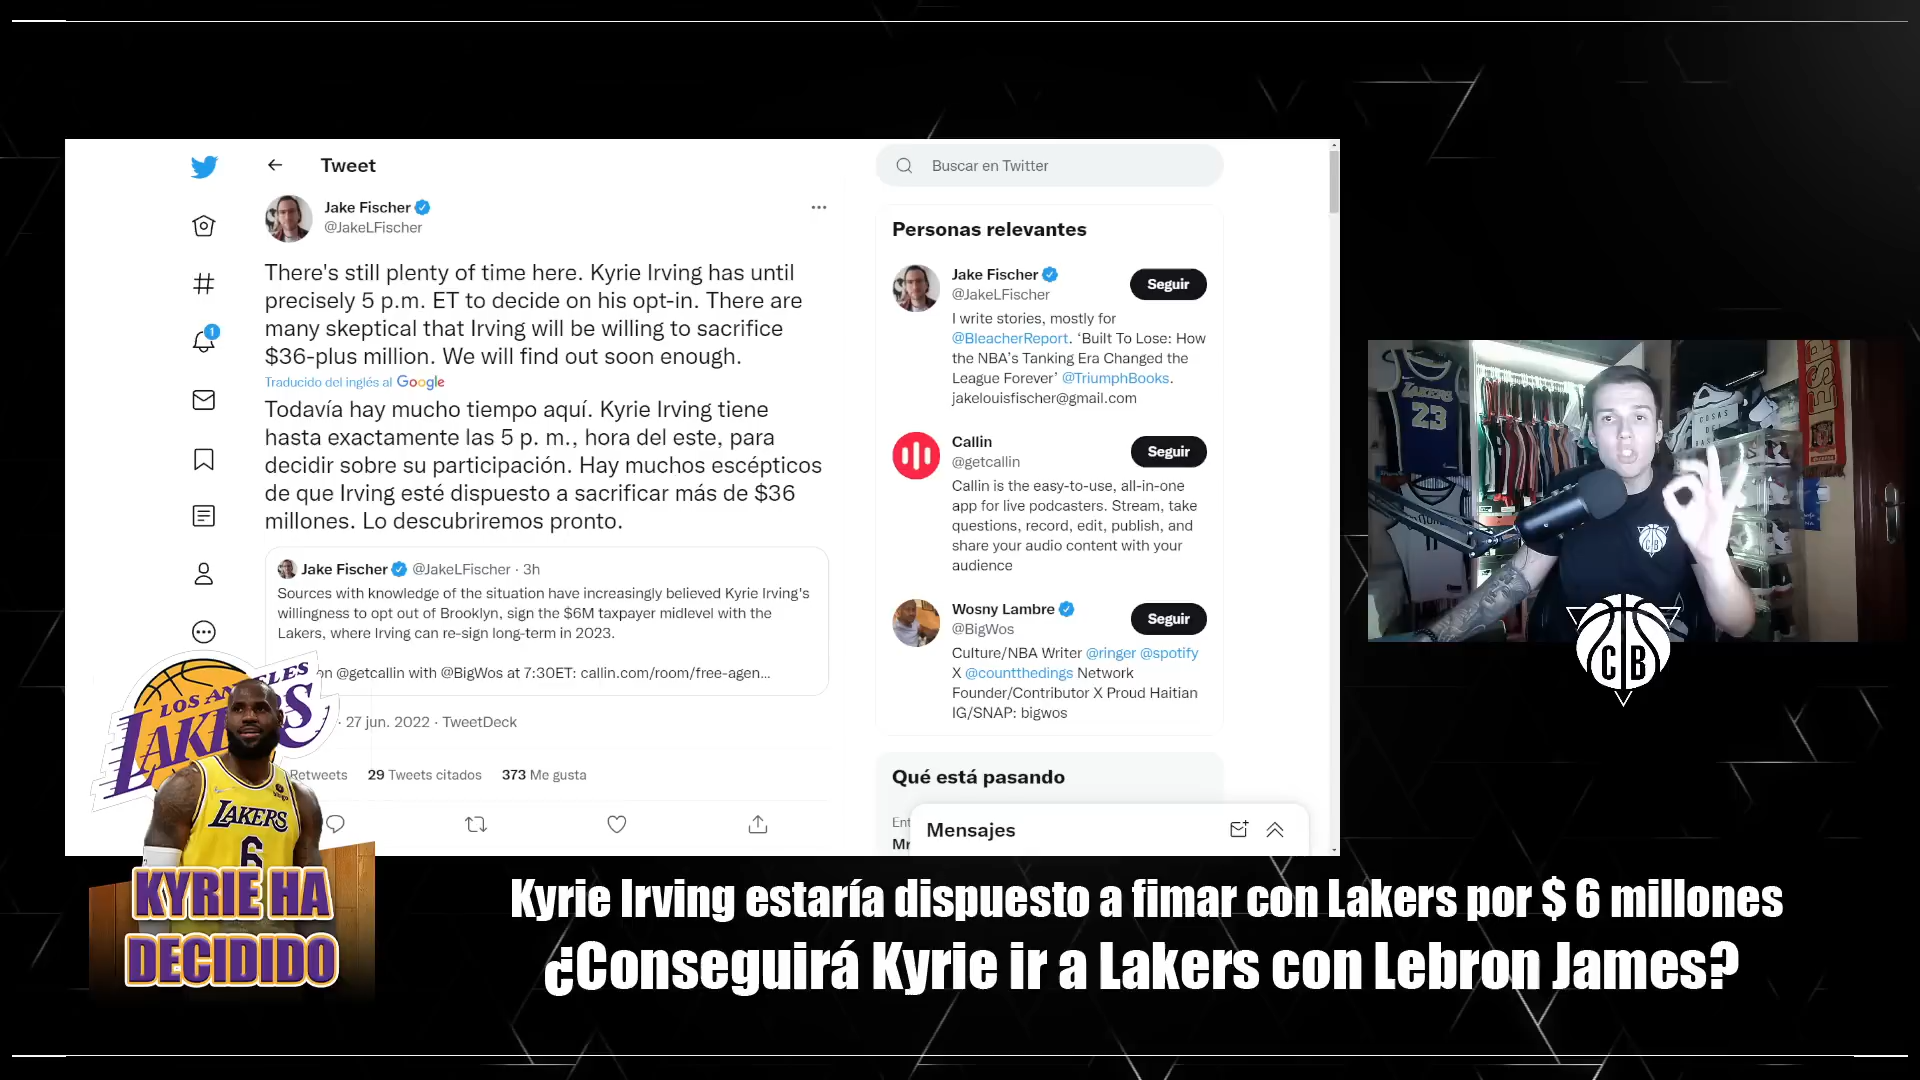 Tweet
Jake Fischer
@JakeLFischer
There's still plenty of time here. Kyrie Irving has until
precisely 5 p.m. ET to decide on his opt-in. There are
many skeptical that Irving will be willing to sacrifice
$36-plus million. We will find out soon enough.
Traducido del inglés al Google
Todavía hay mucho tiempo aquí. Kyrie Irving tiene
hasta exactamente las 5 p. m., hora del este, para
decidir sobre su participación. Hay muchos escépticos
de que Irving esté dispuesto a sacrificar más de $36
millones. Lo descubriremos pronto.
Jake Fischer @JakeLFischer · 3h
Sources with knowledge of the situation have increasingly believed Kyrie Irving's
willingness to opt out of Brooklyn, sign the $6M taxpayer midlevel with the
Lakers, where Irving can re-sign long-term in 2023.
on @getcallin with @BigWos at 7:30ET: callin.com/room/free-agen...
· 27 jun. 2022 · TweetDeck
Retweets 29 Tweets citados 373 Me gusta
1
Buscar en Twitter
Personas relevantes
Jake Fischer
@JakeLFischer
Seguir
I write stories, mostly for
@BleacherReport. ‘Built To Lose: How
the NBA’s Tanking Era Changed the
League Forever’ @TriumphBooks.
jakelouisfischer@gmail.com
Callin
@getcallin
Seguir
Callin is the easy-to-use, all-in-one
app for live podcasters. Stream, take
questions, record, edit, publish, and
share your audio content with your
audience
Wosny Lambre
@BigWos
Seguir
Culture/NBA Writer @ringer @spotify
X @countthedings Network
Founder/Contributor X Proud Haitian
IG/SNAP: bigwos
Qué está pasando
Ent
Mr
Mensajes
LAKERS
23
COSAS
DEL
ESP
CB
CB
LOS ANGELES
LAKERS
LAKERS
6
KYRIE HA
DECIDIDO
Kyrie Irving estaría dispuesto a fimar con Lakers por $ 6 millones
¿Conseguirá Kyrie ir a Lakers con Lebron James?